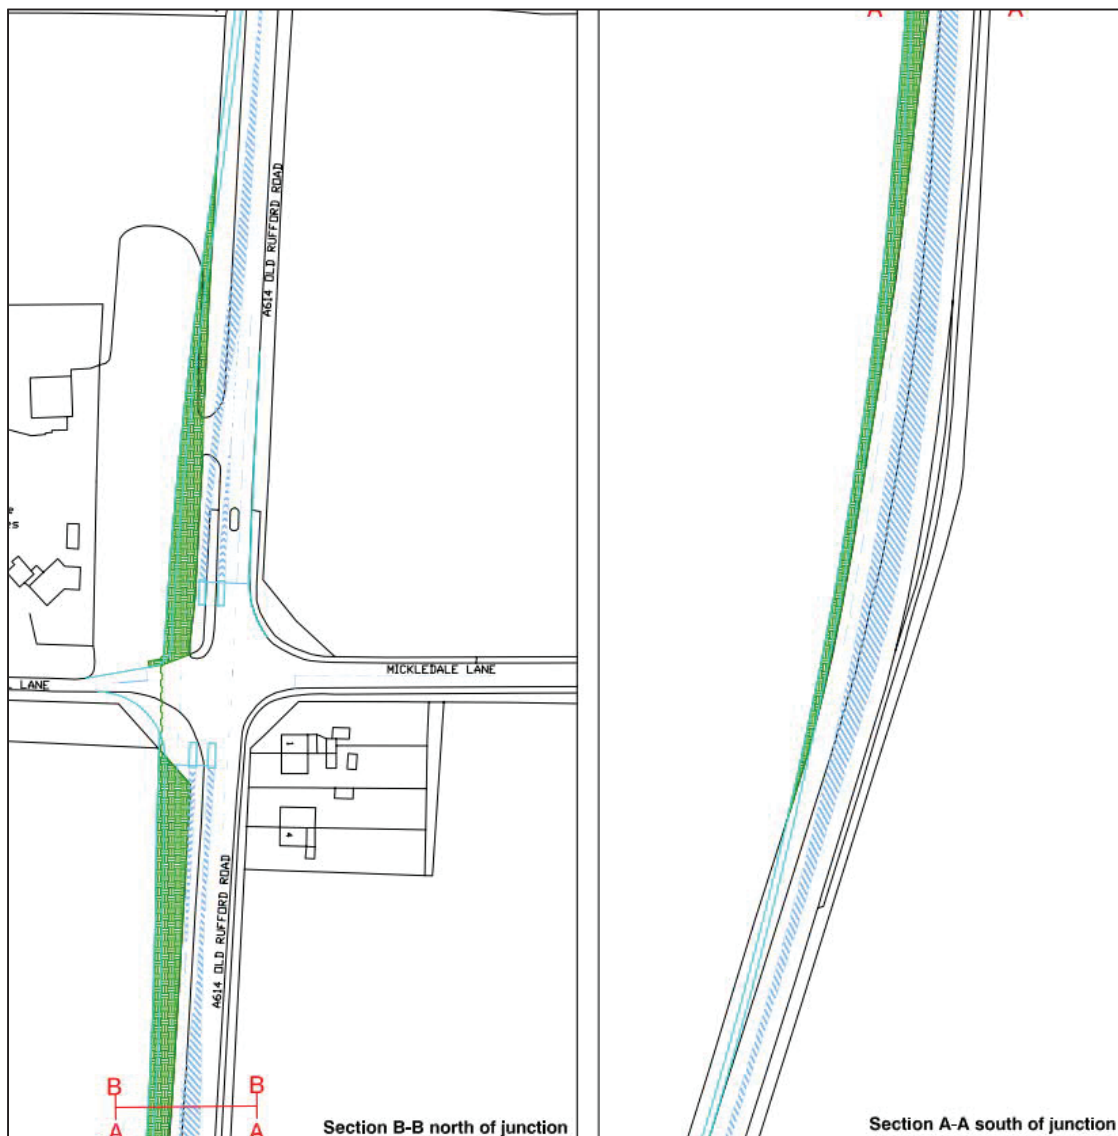 A A
A614 OLD RUFFORD ROAD
LANE
MICKLEDALE LANE
1
4
A614 OLD RUFFORD ROAD
B B
A A
Section B-B north of junction
Section A-A south of junction